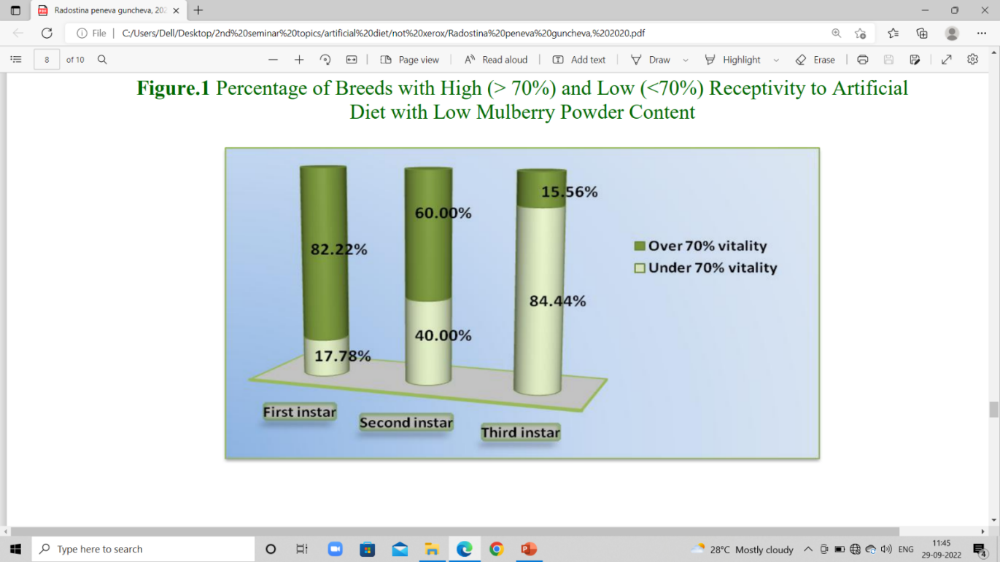 Radostina peneva guncheva, 202
File
C:/Users/Dell/Desktop/2nd%20seminar%20topics/artificial%20diet/not%20xerox/Radostina%20peneva%20guncheva,%202020.pdf
8 of 10
Page view
Read aloud
Add text
Draw
Highlight
Erase
Figure.1 Percentage of Breeds with High (> 70%) and Low (<70%) Receptivity to Artificial
Diet with Low Mulberry Powder Content
82.22%
17.78%
60.00%
40.00%
15.56%
84.44%
Over 70% vitality
Under 70% vitality
First instar
Second instar
Third instar
Type here to search
28°C Mostly cloudy
ENG
11:45
29-09-2022
4